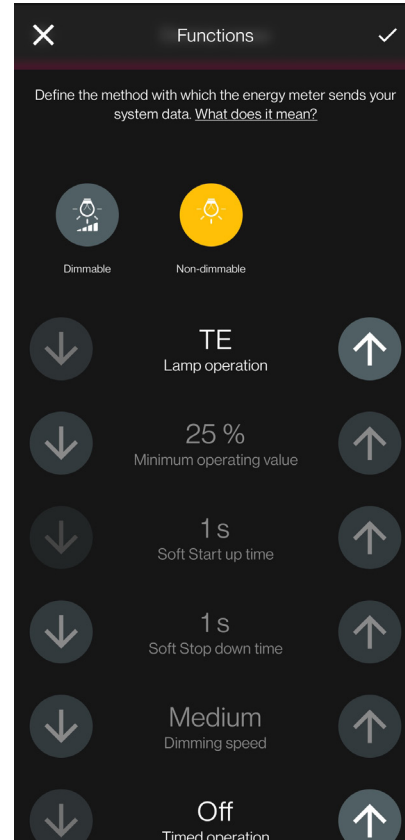 Functions
Define the method with which the energy meter sends your
system data. What does it mean?
Dimmable
Non-dimmable
TE
Lamp operation
25 %
Minimum operating value
1 s
Soft Start up time
1 s
Soft Stop down time
Medium
Dimming speed
Off
Timed operation